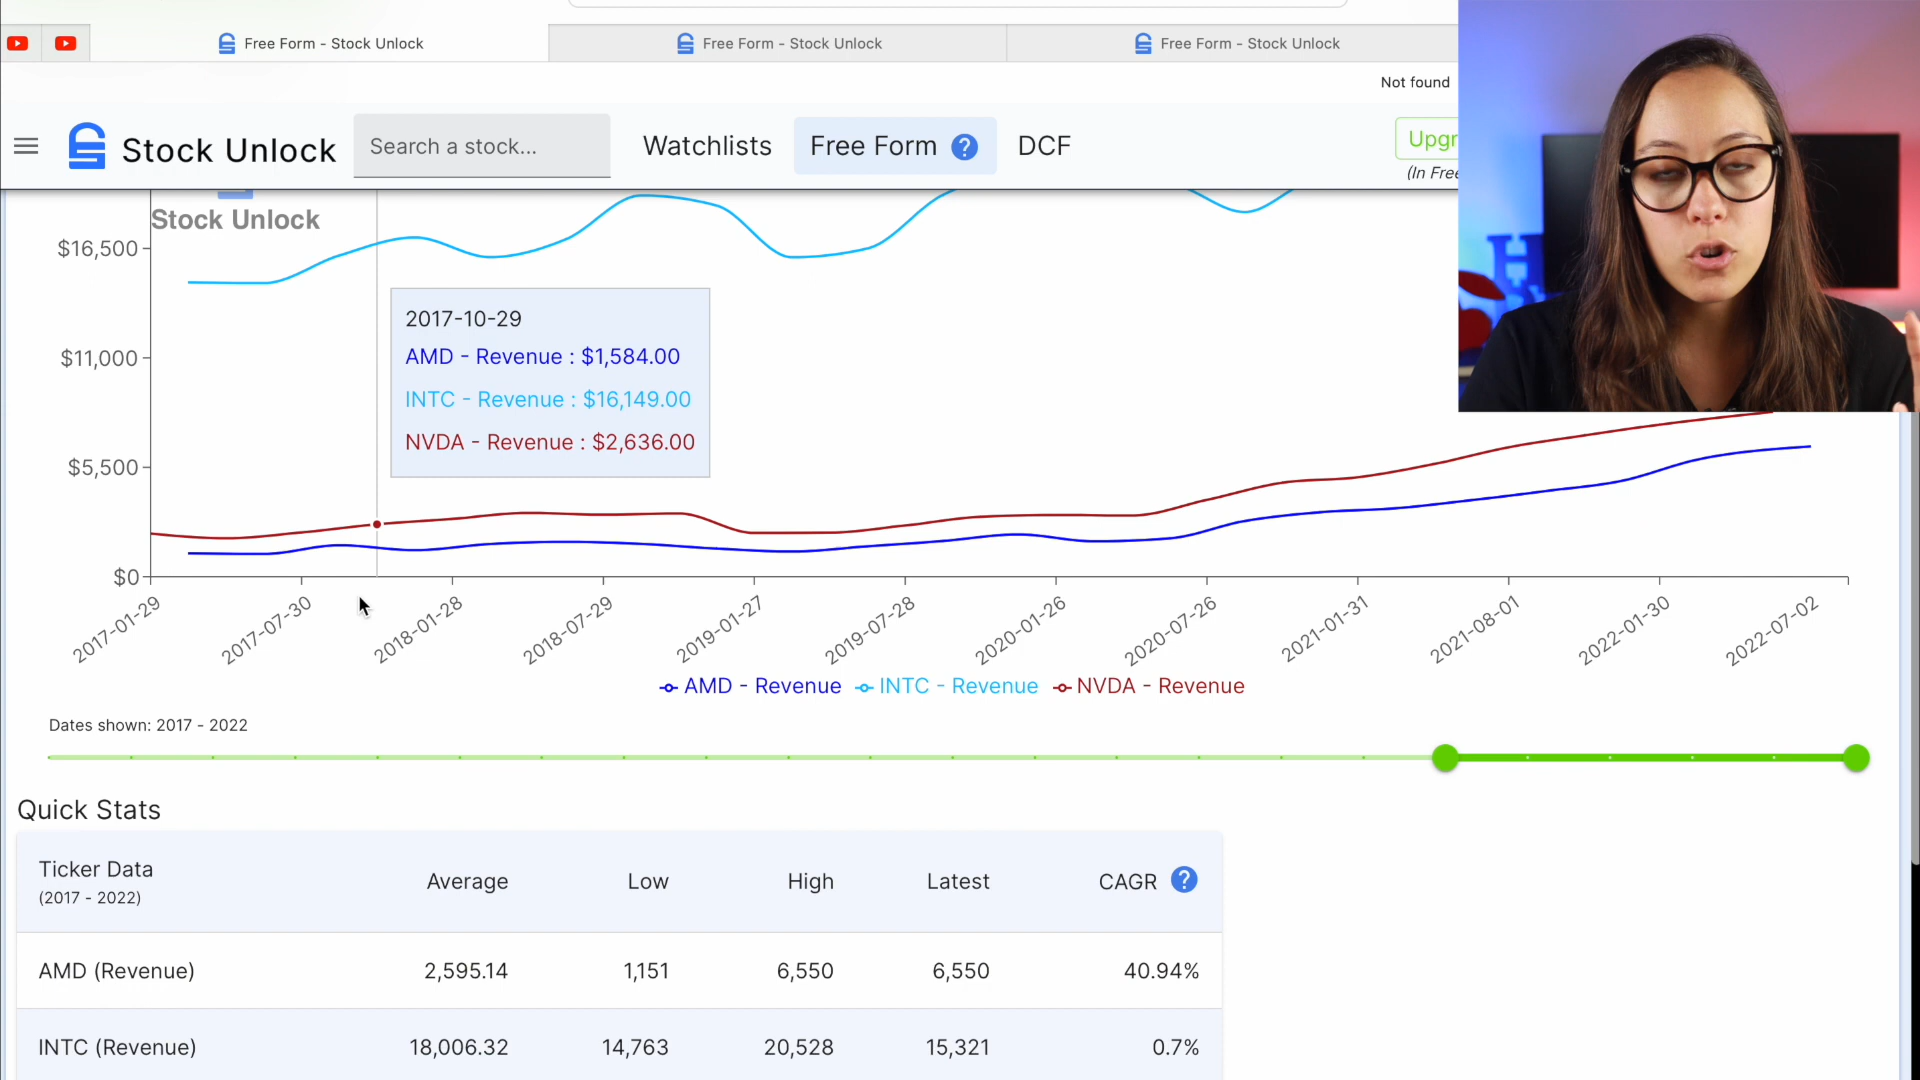 Free Form - Stock Unlock
Free Form - Stock Unlock
Free Form - Stock Unlock
Not found
Stock Unlock
Search a stock...
Watchlists
Free Form ?
DCF
Upgr
(In Free
Stock Unlock
$16,500
$11,000
$5,500
$0
2017-10-29
AMD - Revenue : $1,584.00
INTC - Revenue : $16,149.00
NVDA - Revenue : $2,636.00
2017-01-29
2017-07-30
2018-01-28
2018-07-29
2019-01-27
2019-07-28
2020-01-26
2020-07-26
2021-01-31
2021-08-01
2022-01-30
2022-07-02
AMD - Revenue INTC - Revenue NVDA - Revenue
Dates shown: 2017 - 2022
Quick Stats
Ticker Data
(2017 - 2022)
Average Low High Latest CAGR ?
AMD (Revenue) 2,595.14 1,151 6,550 6,550 40.94%
INTC (Revenue) 18,006.32 14,763 20,528 15,321 0.7%